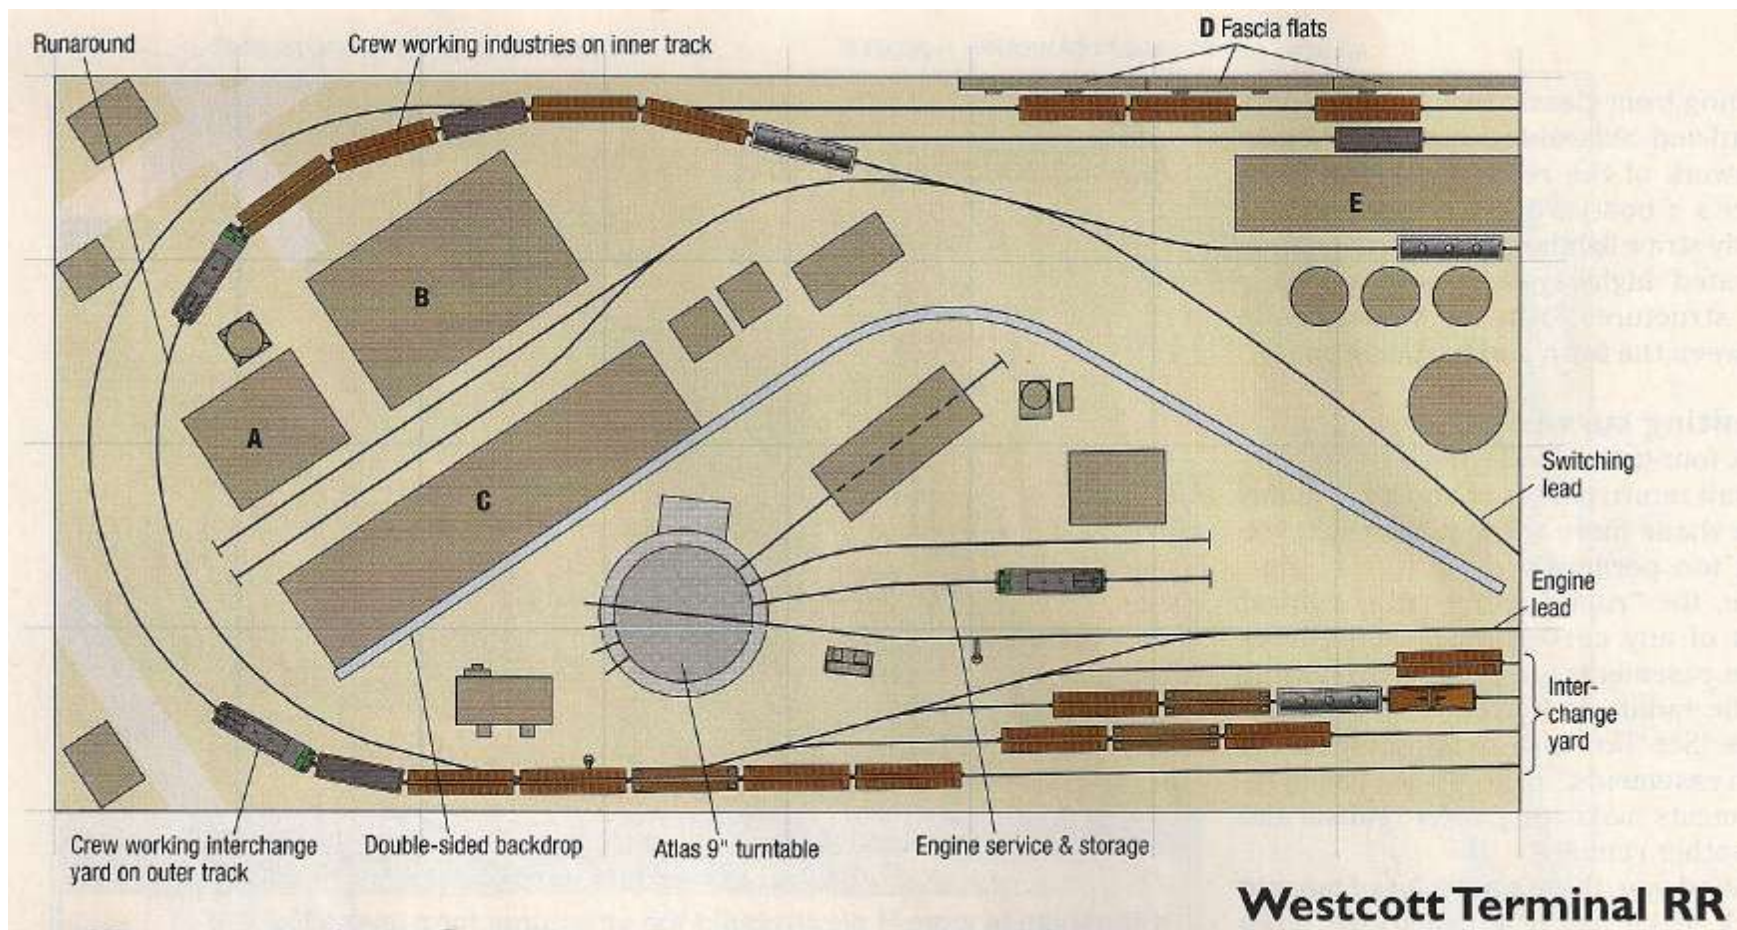 Runaround
Crew working industries on inner track
D Fascia flats
E
B
A
C
Switching
lead
Engine
lead
Inter-
change
yard
Crew working interchange
yard on outer track
Double-sided backdrop
Atlas 9" turntable
Engine service & storage
Westcott Terminal RR